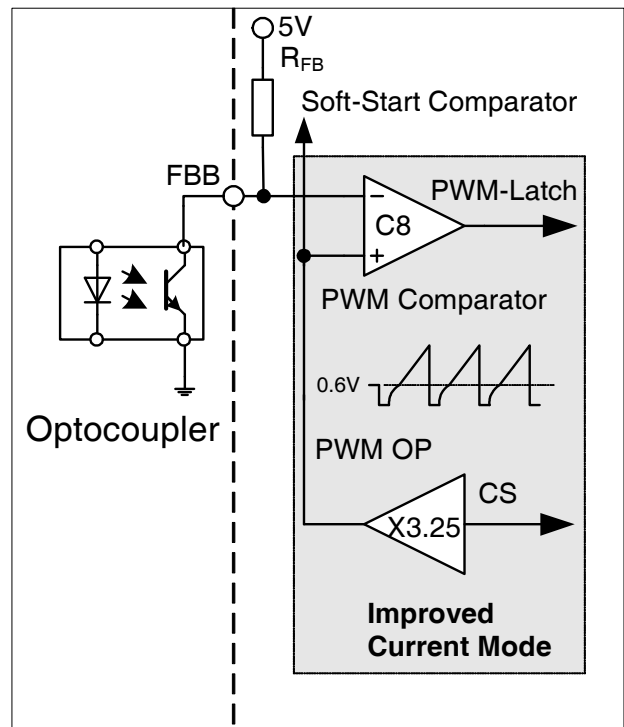 5V
RFB
Soft-Start Comparator
FBB
PWM-Latch
−
C8
+
PWM Comparator
0.6V
Optocoupler
PWM OP
CS
X3.25
Improved
Current Mode